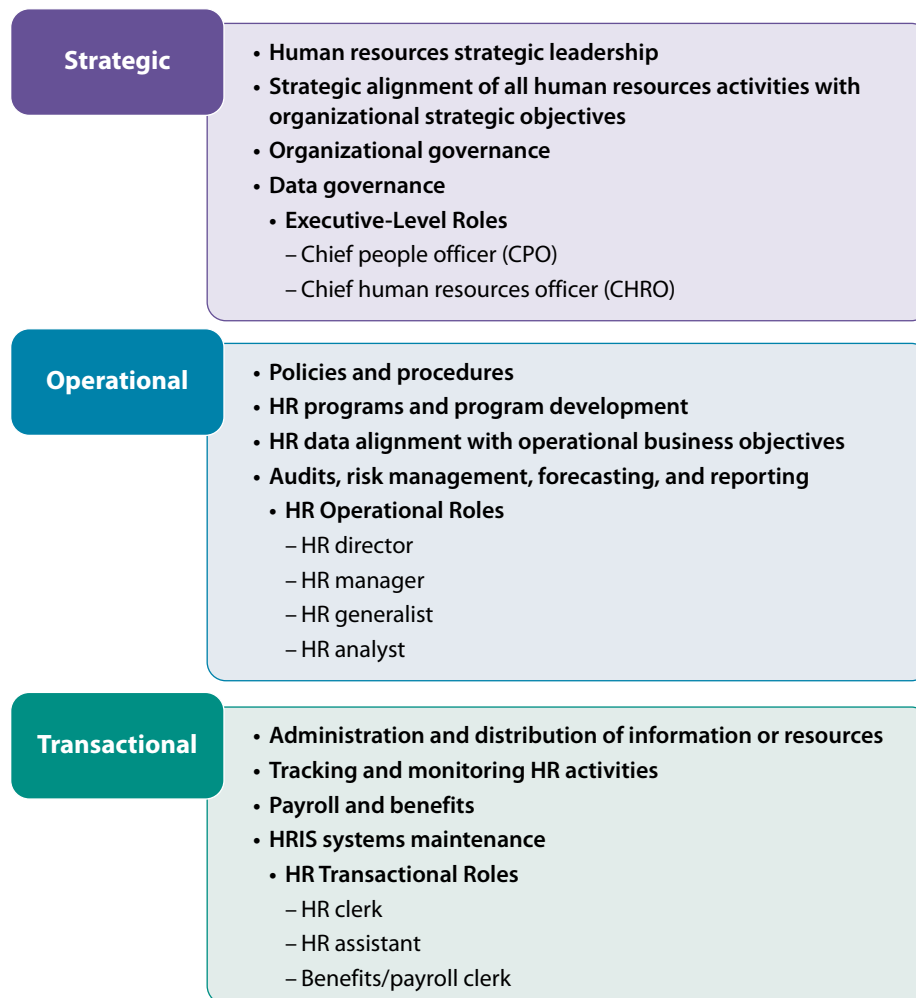 Strategic
• Human resources strategic leadership
• Strategic alignment of all human resources activities with
organizational strategic objectives
• Organizational governance
• Data governance
• Executive-Level Roles
– Chief people officer (CPO)
– Chief human resources officer (CHRO)
Operational
• Policies and procedures
• HR programs and program development
• HR data alignment with operational business objectives
• Audits, risk management, forecasting, and reporting
• HR Operational Roles
– HR director
– HR manager
– HR generalist
– HR analyst
Transactional
• Administration and distribution of information or resources
• Tracking and monitoring HR activities
• Payroll and benefits
• HRIS systems maintenance
• HR Transactional Roles
– HR clerk
– HR assistant
– Benefits/payroll clerk